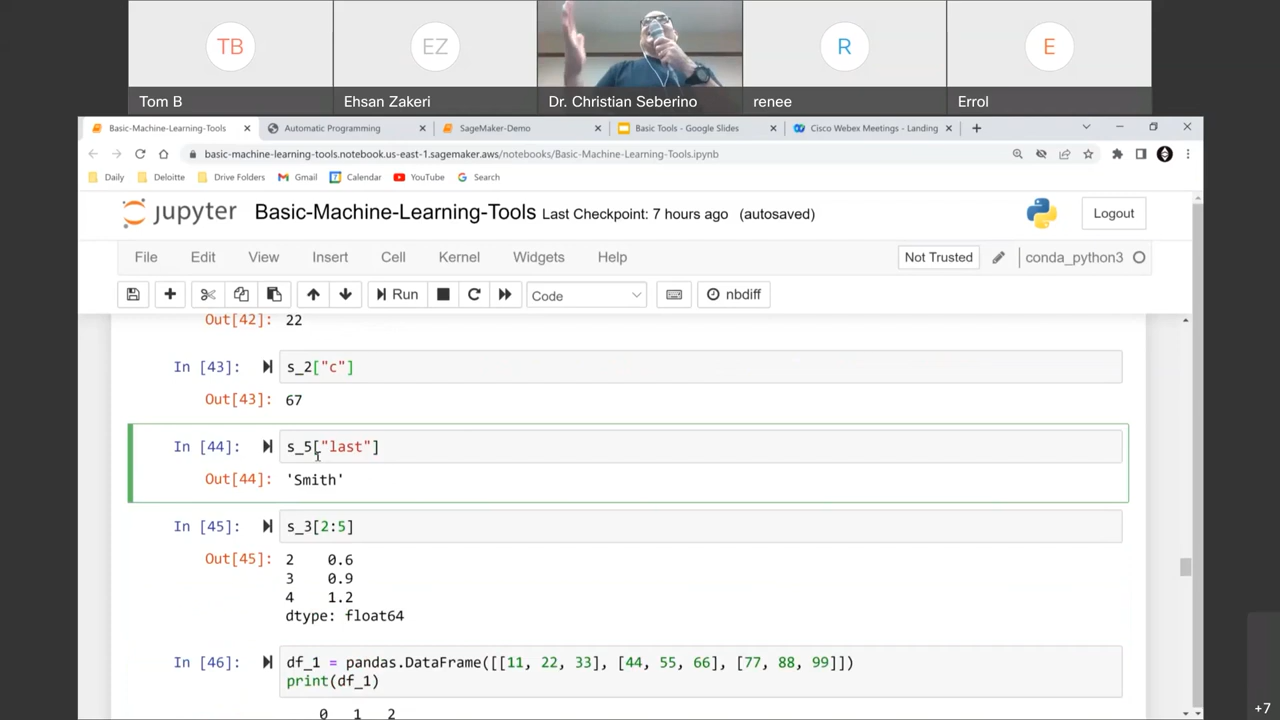 TB
EZ
R
E
Tom B
Ehsan Zakeri
Dr. Christian Seberino
renee
Errol
Basic-Machine-Learning-Tools
Automatic Programming
SageMaker-Demo
Basic Tools - Google Slides
Cisco Webex Meetings - Landing
basic-machine-learning-tools.notebook.us-east-1.sagemaker.aws/notebooks/Basic-Machine-Learning-Tools.ipynb
Daily
Deloitte
Drive Folders
Gmail
Calendar
YouTube
Search
jupyter Basic-Machine-Learning-Tools Last Checkpoint: 7 hours ago (autosaved)
Logout
File Edit View Insert Cell Kernel Widgets Help
Not Trusted
conda_python3
Run
Code
nbdiff
Out[42]: 22
In [43]: s_2["c"]
Out[43]: 67
In [44]: s_5["last"]
Out[44]: 'Smith'
In [45]: s_3[2:5]
Out[45]: 2 0.6
3 0.9
4 1.2
dtype: float64
In [46]: df_1 = pandas.DataFrame([[11, 22, 33], [44, 55, 66], [77, 88, 99]])
print(df_1)
0 1 2
+7